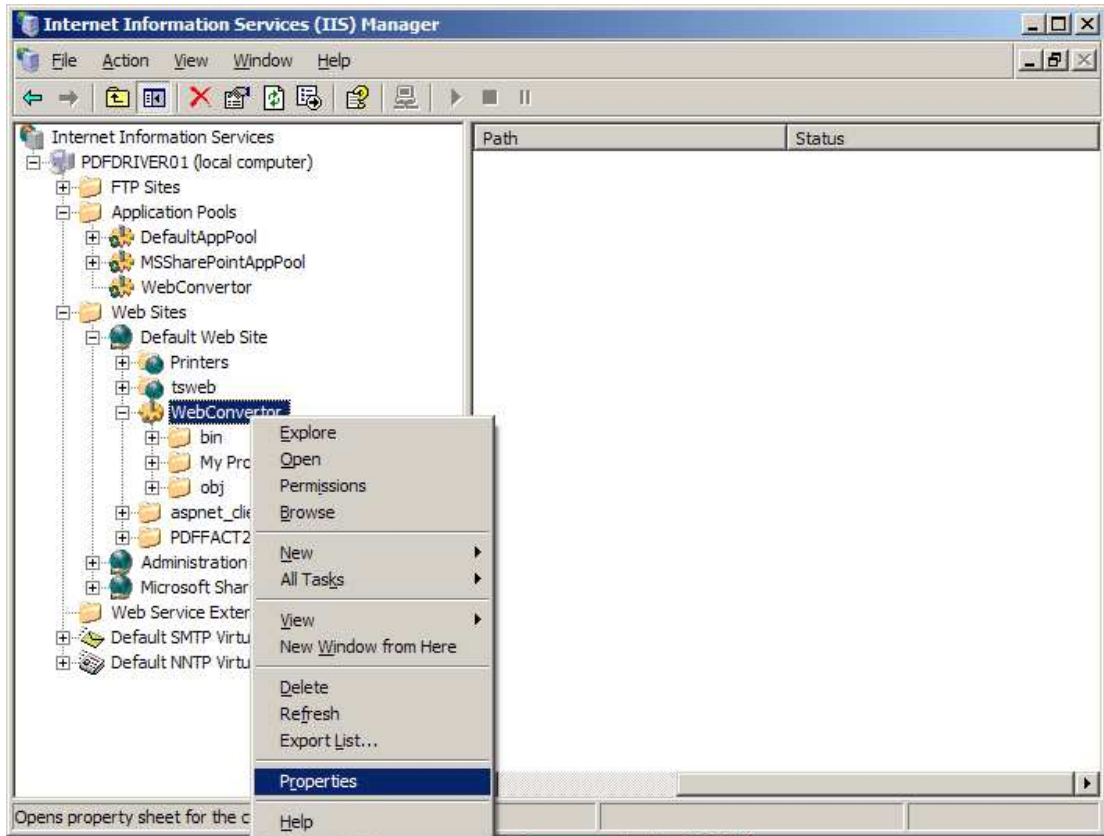 Internet Information Services (IIS) Manager
File Action View Window Help
Internet Information Services
PDFDRIVER01 (local computer)
FTP Sites
Application Pools
DefaultAppPool
MSSharePointAppPool
WebConvertor
Web Sites
Default Web Site
Printers
tsweb
WebConvertor
bin
My Pro
obj
aspnet_clie
PDFFACT2
Administration
Microsoft Shar
Web Service Exter
Default SMTP Virtu
Default NNTP Virtu
Path Status
Explore
Open
Permissions
Browse
New
All Tasks
View
New Window from Here
Delete
Refresh
Export List...
Properties
Help
Opens property sheet for the c